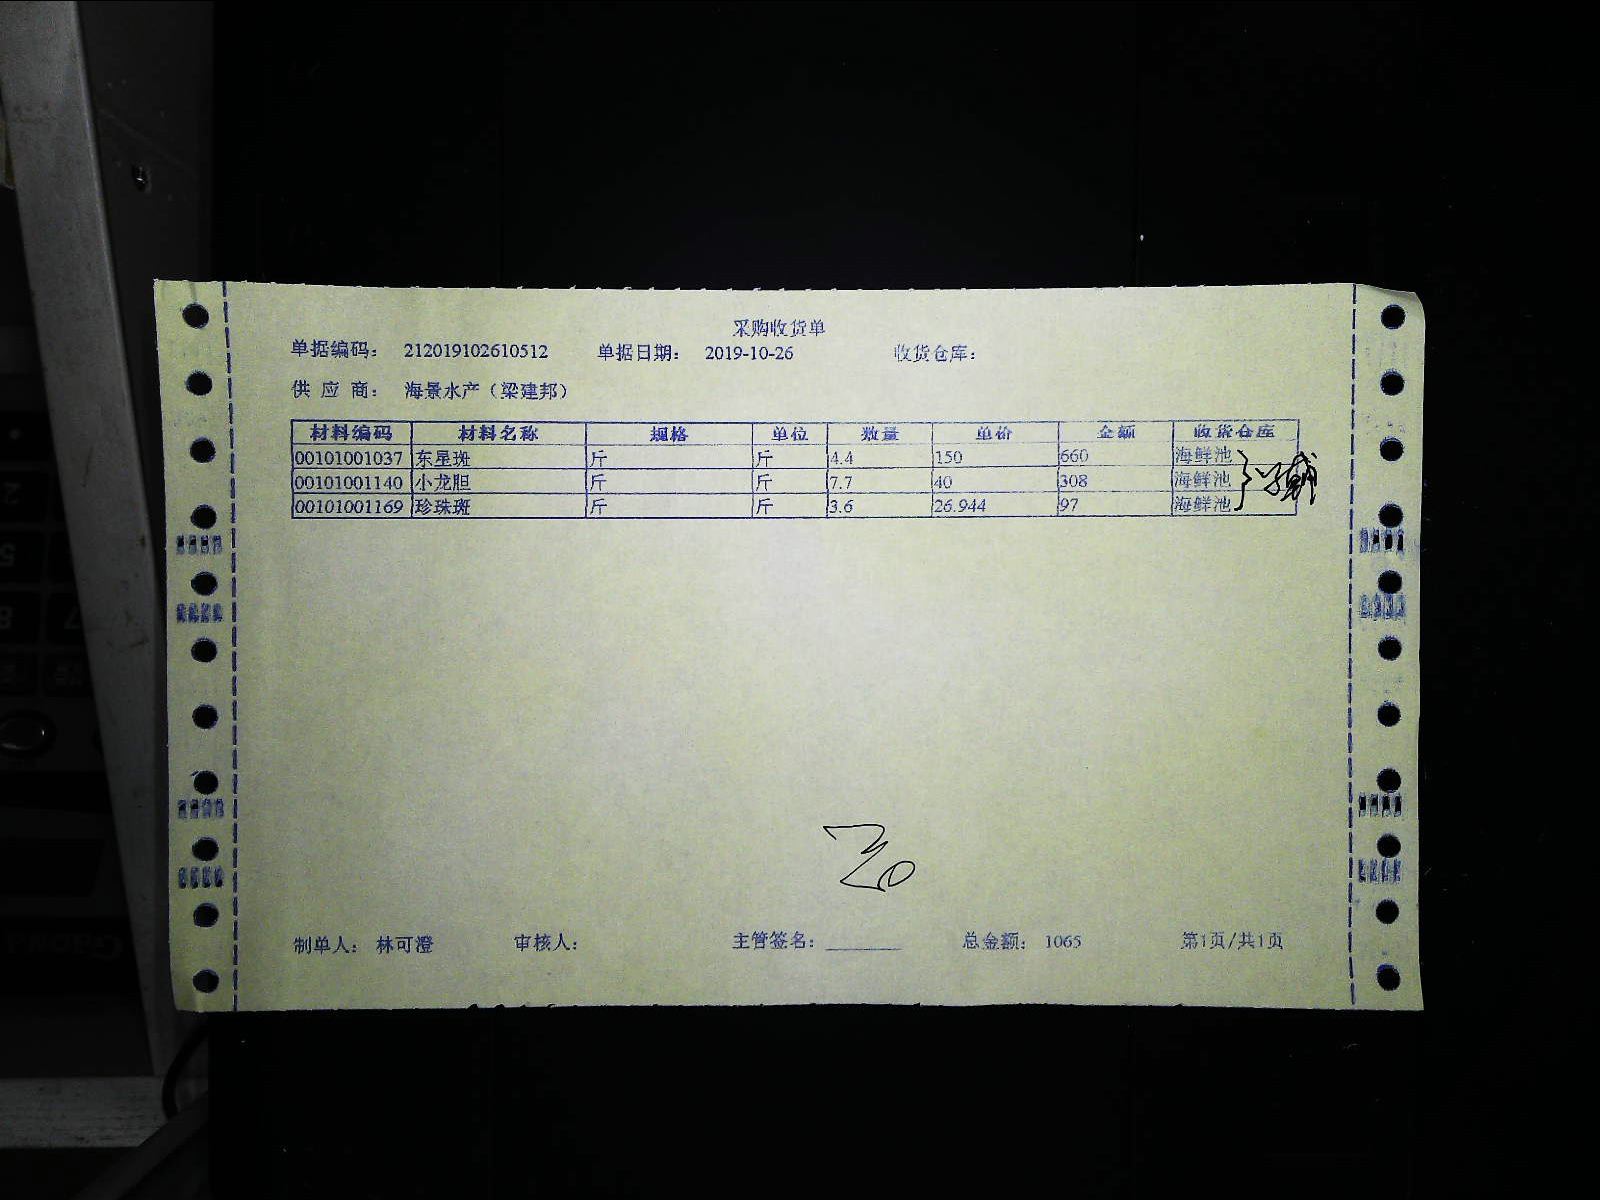 采购收货单
单据编码： 212019102610512 单据日期： 2019-10-26 收货仓库：
供 应 商： 海景水产（梁建邦）
材料编码 材料名称 规格 单位 数量 单价 金额 收货仓库
00101001037 东星斑 斤 斤 4.4 150 660 海鲜池
00101001140 小龙胆 斤 斤 7.7 40 308 海鲜池
00101001169 珍珠斑 斤 斤 3.6 26.944 97 海鲜池
制单人： 林可澄 审核人： 主管签名： 总金额： 1065 第1页/共1页